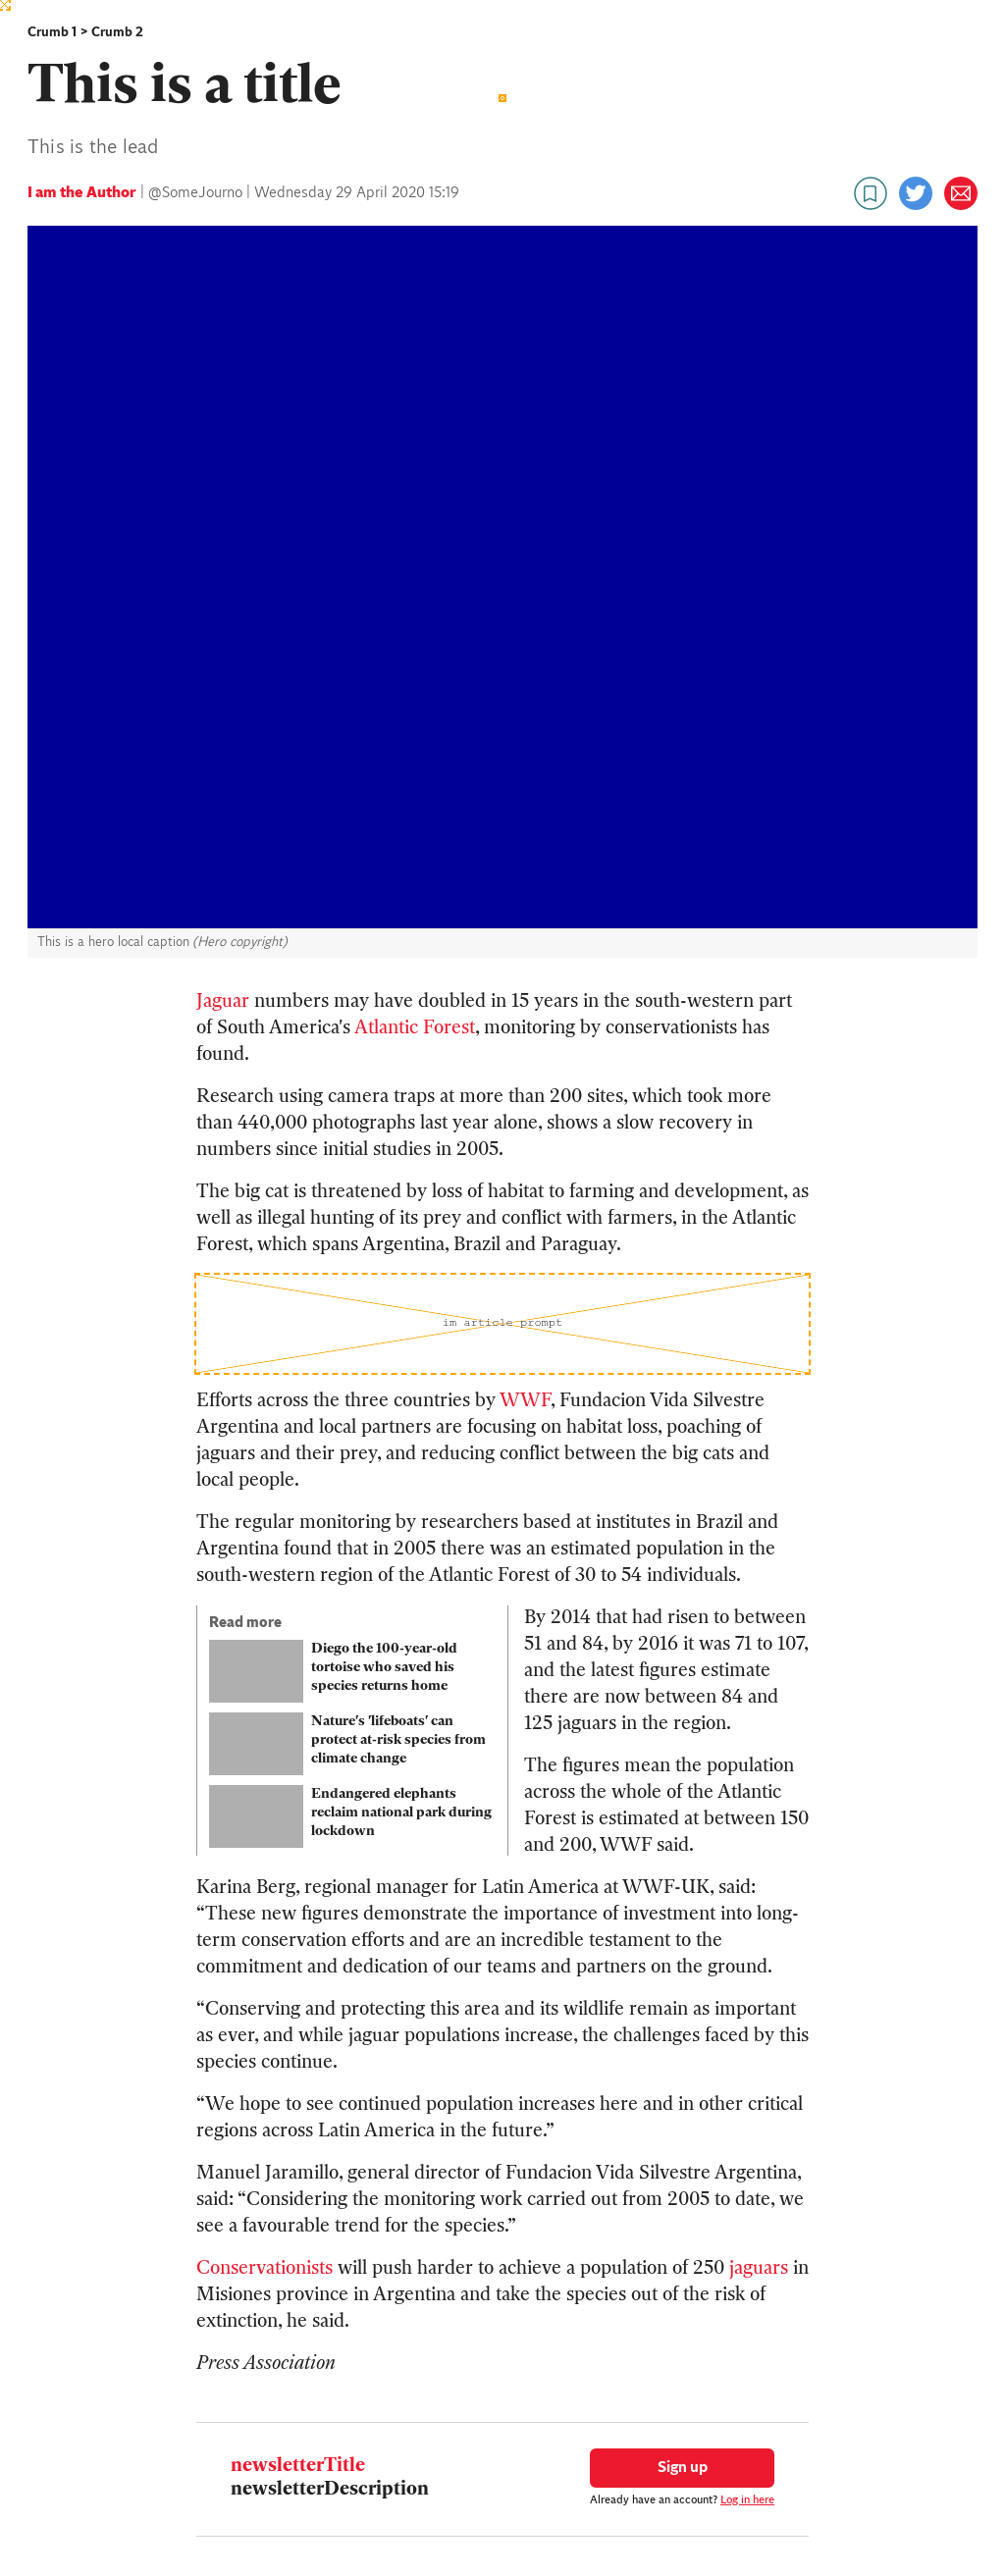 Crumb 1 > Crumb 2
This is a title
This is the lead
I am the Author | @SomeJourno | Wednesday 29 April 2020 15:19
This is a hero local caption (Hero copyright)
Jaguar numbers may have doubled in 15 years in the south-western part
of South America's Atlantic Forest, monitoring by conservationists has
found.
Research using camera traps at more than 200 sites, which took more
than 440,000 photographs last year alone, shows a slow recovery in
numbers since initial studies in 2005.
The big cat is threatened by loss of habitat to farming and development, as
well as illegal hunting of its prey and conflict with farmers, in the Atlantic
Forest, which spans Argentina, Brazil and Paraguay.
im article prompt
Efforts across the three countries by WWF, Fundacion Vida Silvestre
Argentina and local partners are focusing on habitat loss, poaching of
jaguars and their prey, and reducing conflict between the big cats and
local people.
The regular monitoring by researchers based at institutes in Brazil and
Argentina found that in 2005 there was an estimated population in the
south-western region of the Atlantic Forest of 30 to 54 individuals.
Read more
Diego the 100-year-old
tortoise who saved his
species returns home
Nature's 'lifeboats' can
protect at-risk species from
climate change
Endangered elephants
reclaim national park during
lockdown
By 2014 that had risen to between
51 and 84, by 2016 it was 71 to 107,
and the latest figures estimate
there are now between 84 and
125 jaguars in the region.
The figures mean the population
across the whole of the Atlantic
Forest is estimated at between 150
and 200, WWF said.
Karina Berg, regional manager for Latin America at WWF-UK, said:
“These new figures demonstrate the importance of investment into long-
term conservation efforts and are an incredible testament to the
commitment and dedication of our teams and partners on the ground.
“Conserving and protecting this area and its wildlife remain as important
as ever, and while jaguar populations increase, the challenges faced by this
species continue.
“We hope to see continued population increases here and in other critical
regions across Latin America in the future.”
Manuel Jaramillo, general director of Fundacion Vida Silvestre Argentina,
said: “Considering the monitoring work carried out from 2005 to date, we
see a favourable trend for the species.”
Conservationists will push harder to achieve a population of 250 jaguars in
Misiones province in Argentina and take the species out of the risk of
extinction, he said.
Press Association
newsletterTitle
newsletterDescription
Sign up
Already have an account? Log in here